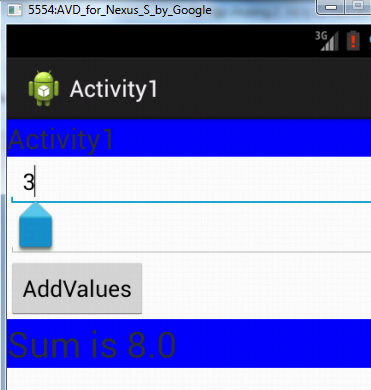 5554:AVD_for_Nexus_S_by_Google
3G
Activity1
Activity1
3
AddValues
Sum is 8.0